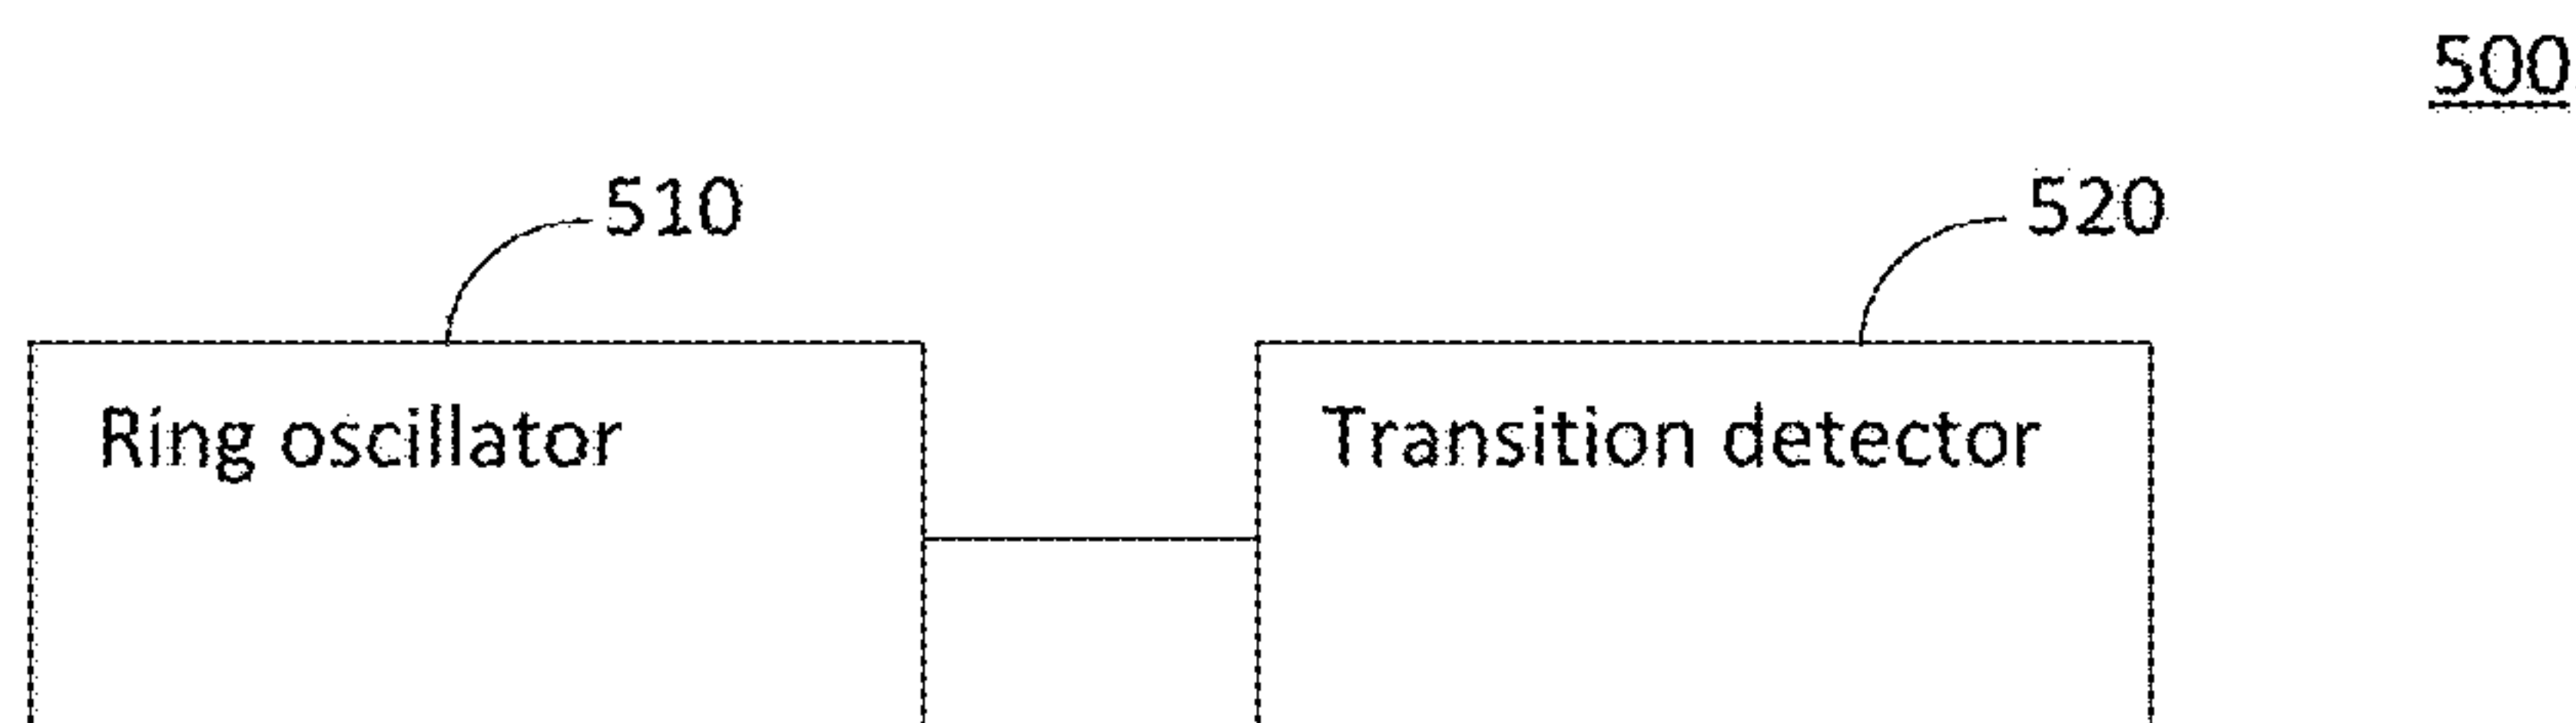 500
510
520
Ring oscillator
Transition detector